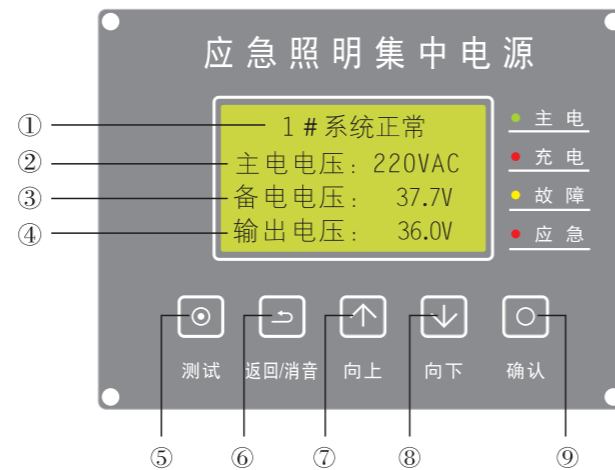 应急照明集中电源
① 1#系统正常
② 主电电压: 220VAC
③ 备电电压: 37.7V
④ 输出电压: 36.0V
主电
充电
故障
应急
测试 返回/消音 向上 向下 确认
⑤ ⑥ ⑦ ⑧ ⑨